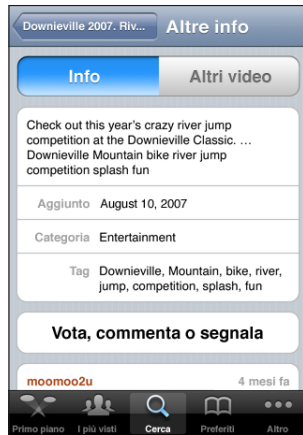 Downieville 2007. Riv... Altre info
Info Altri video
Check out this year's crazy river jump
competition at the Downieville Classic. ...
Downieville Mountain bike river jump
competition splash fun
Aggiunto August 10, 2007
Categoria Entertainment
Tag Downieville, Mountain, bike, river,
jump, competition, splash, fun
Vota, commenta o segnala
moomoo2u 4 mesi fa
Primo piano I più visti Cerca Preferiti Altro